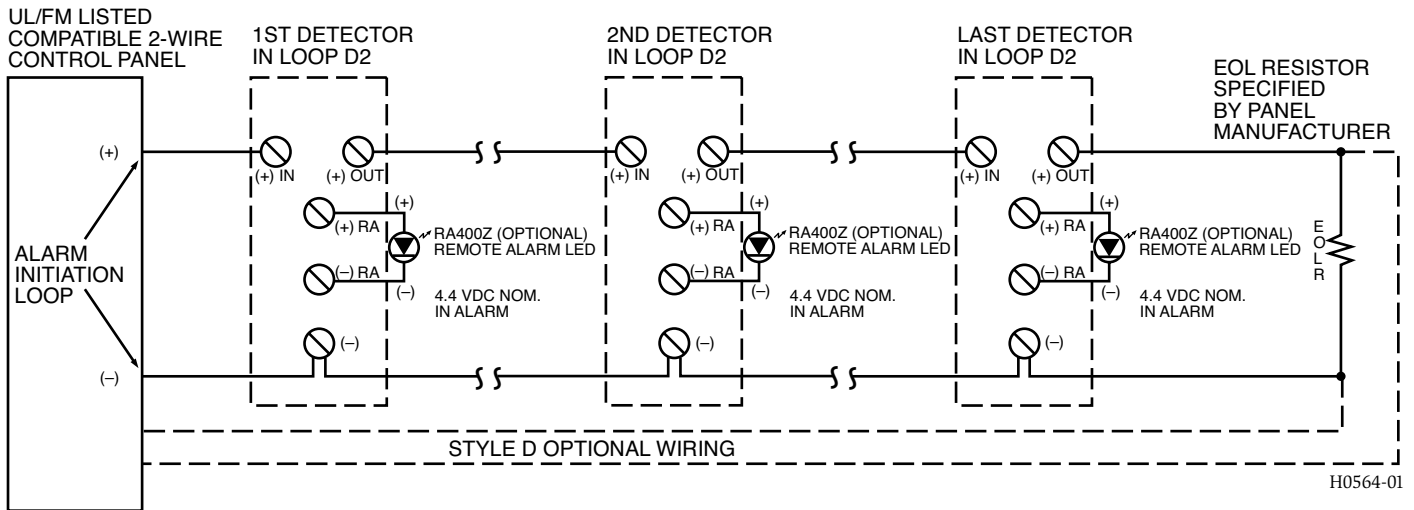 UL/FM LISTED
COMPATIBLE 2-WIRE
CONTROL PANEL
1ST DETECTOR
IN LOOP D2
2ND DETECTOR
IN LOOP D2
LAST DETECTOR
IN LOOP D2
EOL RESISTOR
SPECIFIED
BY PANEL
MANUFACTURER
(+)
(+) IN
(+) OUT
(+) IN
(+) OUT
(+) IN
(+) OUT
ALARM
INITIATION
LOOP
(+)
(+) RA
RA400Z (OPTIONAL)
REMOTE ALARM LED
(–) RA
(–)
4.4 VDC NOM.
IN ALARM
(–)
(+)
(+) RA
RA400Z (OPTIONAL)
REMOTE ALARM LED
(–) RA
(–)
4.4 VDC NOM.
IN ALARM
(–)
(+)
(+) RA
RA400Z (OPTIONAL)
REMOTE ALARM LED
(–) RA
(–)
4.4 VDC NOM.
IN ALARM
(–)
E
O
L
R
(–)
STYLE D OPTIONAL WIRING
H0564-01